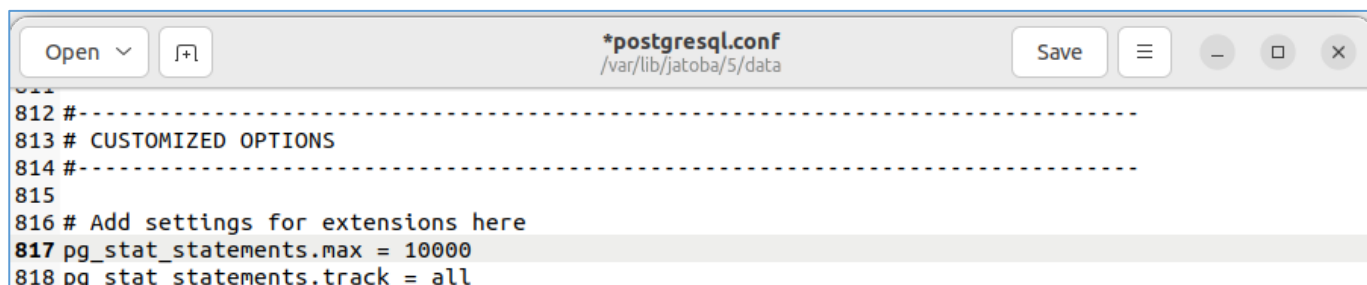 Open
*postgresql.conf
/var/lib/jatoba/5/data
Save
812 #------------------------------------------------------------------------------
813 # CUSTOMIZED OPTIONS
814 #------------------------------------------------------------------------------
815
816 # Add settings for extensions here
817 pg_stat_statements.max = 10000
818 pg_stat_statements.track = all